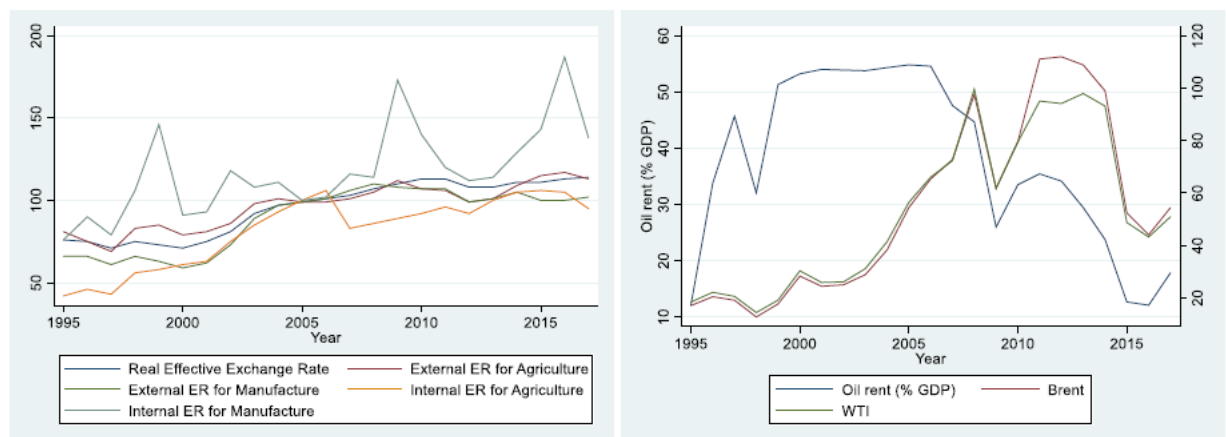 200
150
100
50
1995
2000
2005
2010
2015
Year
Real Effective Exchange Rate
External ER for Agriculture
External ER for Manufacture
Internal ER for Agriculture
Internal ER for Manufacture
Oil rent (% GDP)
60
50
40
30
20
10
120
100
80
60
40
20
1995
2000
2005
2010
2015
Year
Oil rent (% GDP)
Brent
WTI